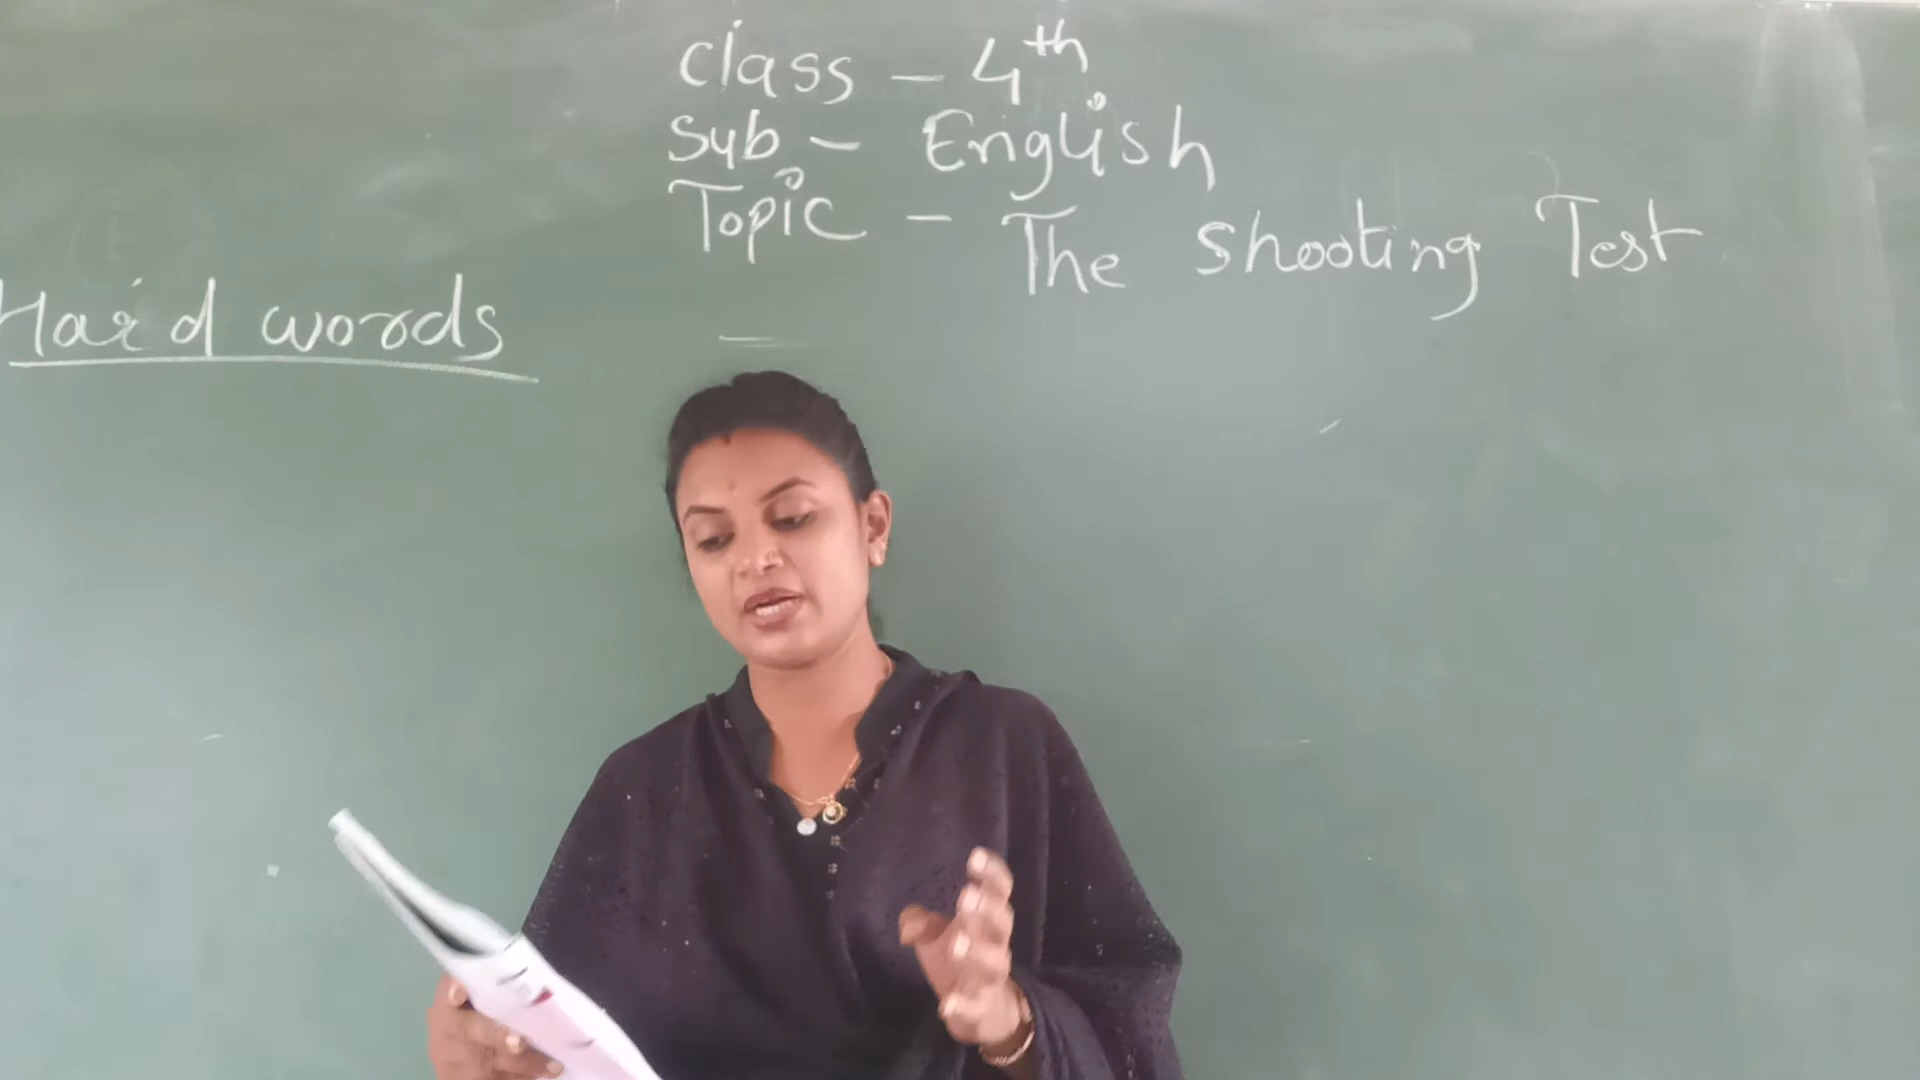 Class - 4th
Sub - English
Topic - The Shooting Test
Hard words